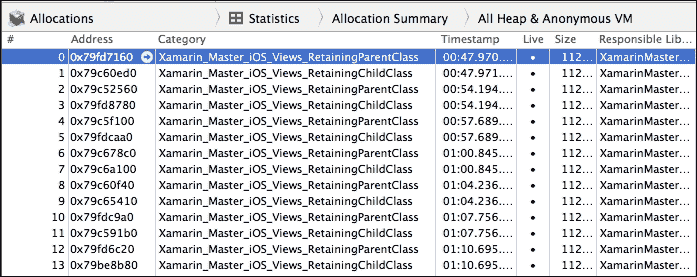 Allocations Statistics Allocation Summary All Heap & Anonymous VM
# Address Category Timestamp Live Size Responsible Lib...
0 0x79fd7160 Xamarin_Master_iOS_Views_RetainingParentClass 00:47.970.... • 112... XamarinMaster...
1 0x79c60ed0 Xamarin_Master_iOS_Views_RetainingChildClass 00:47.971.... • 112... XamarinMaster...
2 0x79c52560 Xamarin_Master_iOS_Views_RetainingParentClass 00:54.194.... • 112... XamarinMaster...
3 0x79fd8780 Xamarin_Master_iOS_Views_RetainingChildClass 00:54.194.... • 112... XamarinMaster...
4 0x79c5f100 Xamarin_Master_iOS_Views_RetainingParentClass 00:57.689.... • 112... XamarinMaster...
5 0x79fdcaa0 Xamarin_Master_iOS_Views_RetainingChildClass 00:57.689.... • 112... XamarinMaster...
6 0x79c678c0 Xamarin_Master_iOS_Views_RetainingParentClass 01:00.845.... • 112... XamarinMaster...
7 0x79c6a100 Xamarin_Master_iOS_Views_RetainingChildClass 01:00.845.... • 112... XamarinMaster...
8 0x79c60f40 Xamarin_Master_iOS_Views_RetainingParentClass 01:04.236.... • 112... XamarinMaster...
9 0x79c65410 Xamarin_Master_iOS_Views_RetainingChildClass 01:04.236.... • 112... XamarinMaster...
10 0x79fdc9a0 Xamarin_Master_iOS_Views_RetainingParentClass 01:07.756.... • 112... XamarinMaster...
11 0x79c591b0 Xamarin_Master_iOS_Views_RetainingChildClass 01:07.756.... • 112... XamarinMaster...
12 0x79fd6c20 Xamarin_Master_iOS_Views_RetainingParentClass 01:10.695.... • 112... XamarinMaster...
13 0x79be8b80 Xamarin_Master_iOS_Views_RetainingChildClass 01:10.695.... • 112... XamarinMaster...